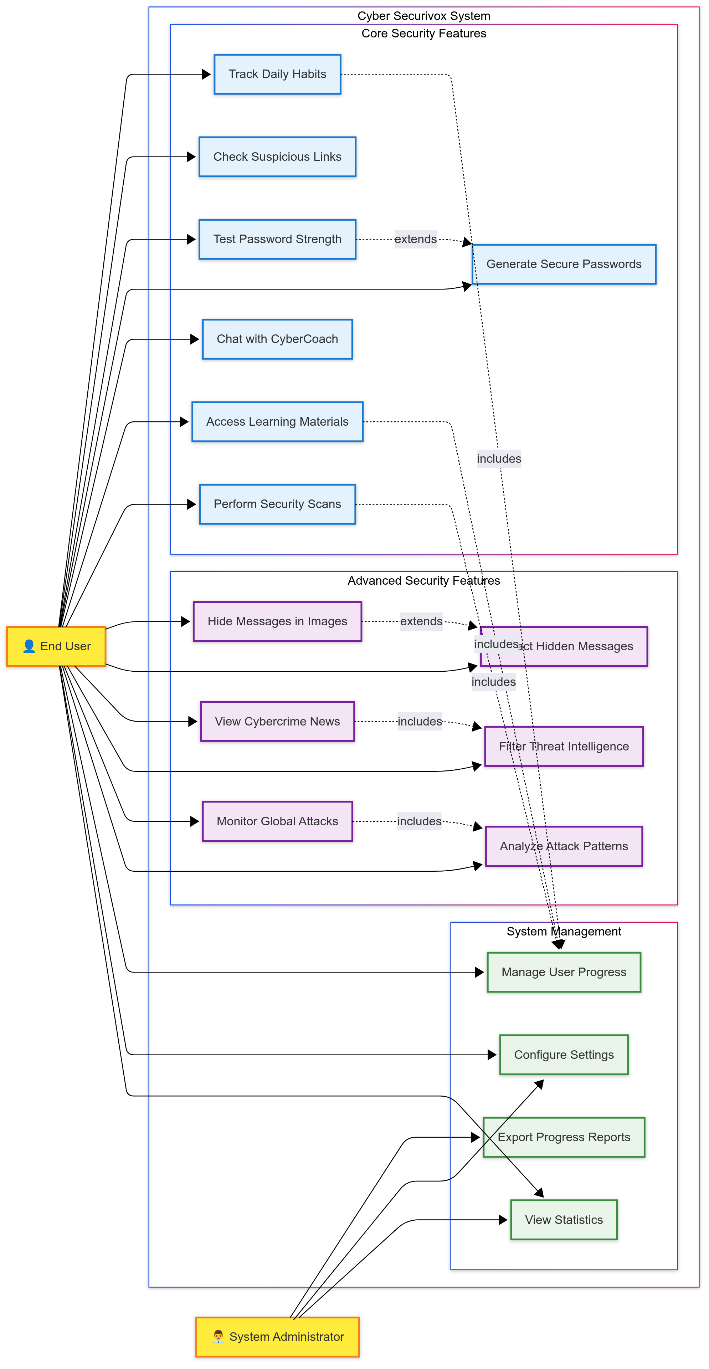 Cyber Securivox System
Core Security Features
Track Daily Habits
Check Suspicious Links
Test Password Strength
extends
Generate Secure Passwords
Chat with CyberCoach
Access Learning Materials
includes
Perform Security Scans
Advanced Security Features
Hide Messages in Images
extends
👤 End User
includes
ct Hidden Messages
includes
View Cybercrime News
includes
Filter Threat Intelligence
Monitor Global Attacks
includes
Analyze Attack Patterns
System Management
Manage User Progress
Configure Settings
Export Progress Reports
View Statistics
👨‍💼 System Administrator